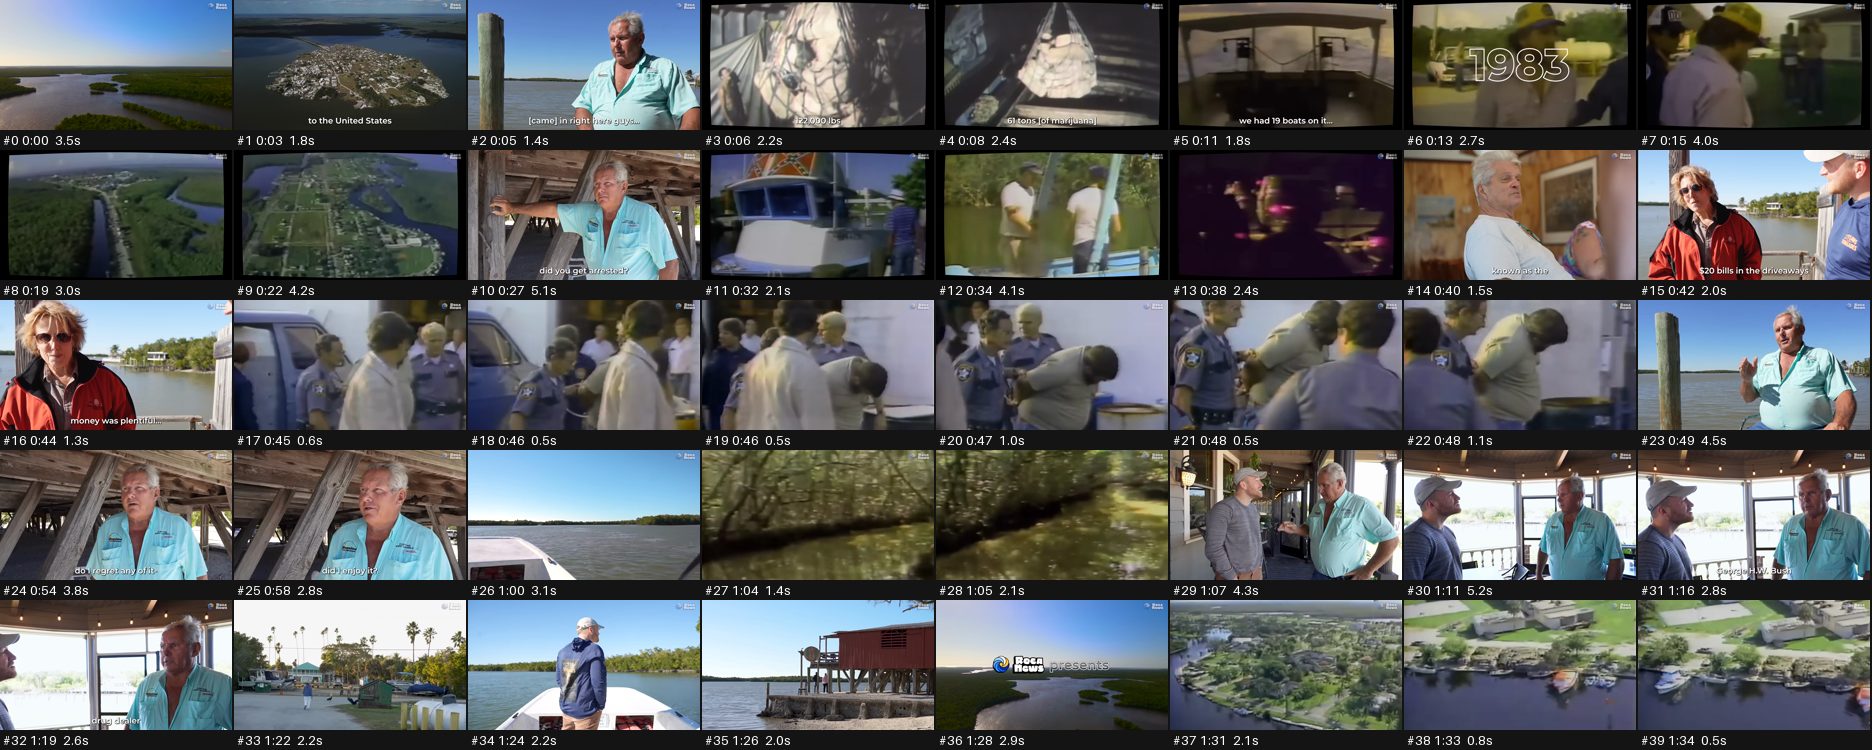 #0 0:00 3.5s
to the United States
#1 0:03 1.8s
[came] in right here guys...
#2 0:05 1.4s
122,000 lbs
#3 0:06 2.2s
61 tons [of marijuana]
#4 0:08 2.4s
we had 19 boats on it...
#5 0:11 1.8s
1983
#6 0:13 2.7s
#7 0:15 4.0s
#8 0:19 3.0s
#9 0:22 4.2s
did you get arrested?
#10 0:27 5.1s
#11 0:32 2.1s
#12 0:34 4.1s
#13 0:38 2.4s
known as the
#14 0:40 1.5s
$20 bills in the driveways
#15 0:42 2.0s
money was plentiful...
#16 0:44 1.3s
#17 0:45 0.6s
#18 0:46 0.5s
#19 0:46 0.5s
#20 0:47 1.0s
#21 0:48 0.5s
#22 0:48 1.1s
#23 0:49 4.5s
do I regret any of it-
#24 0:54 3.8s
did I enjoy it?
#25 0:58 2.8s
#26 1:00 3.1s
#27 1:04 1.4s
#28 1:05 2.1s
#29 1:07 4.3s
#30 1:11 5.2s
George H.W. Bush
#31 1:16 2.8s
drug dealer
#32 1:19 2.6s
#33 1:22 2.2s
#34 1:24 2.2s
#35 1:26 2.0s
Roca News presents
#36 1:28 2.9s
#37 1:31 2.1s
#38 1:33 0.8s
#39 1:34 0.5s